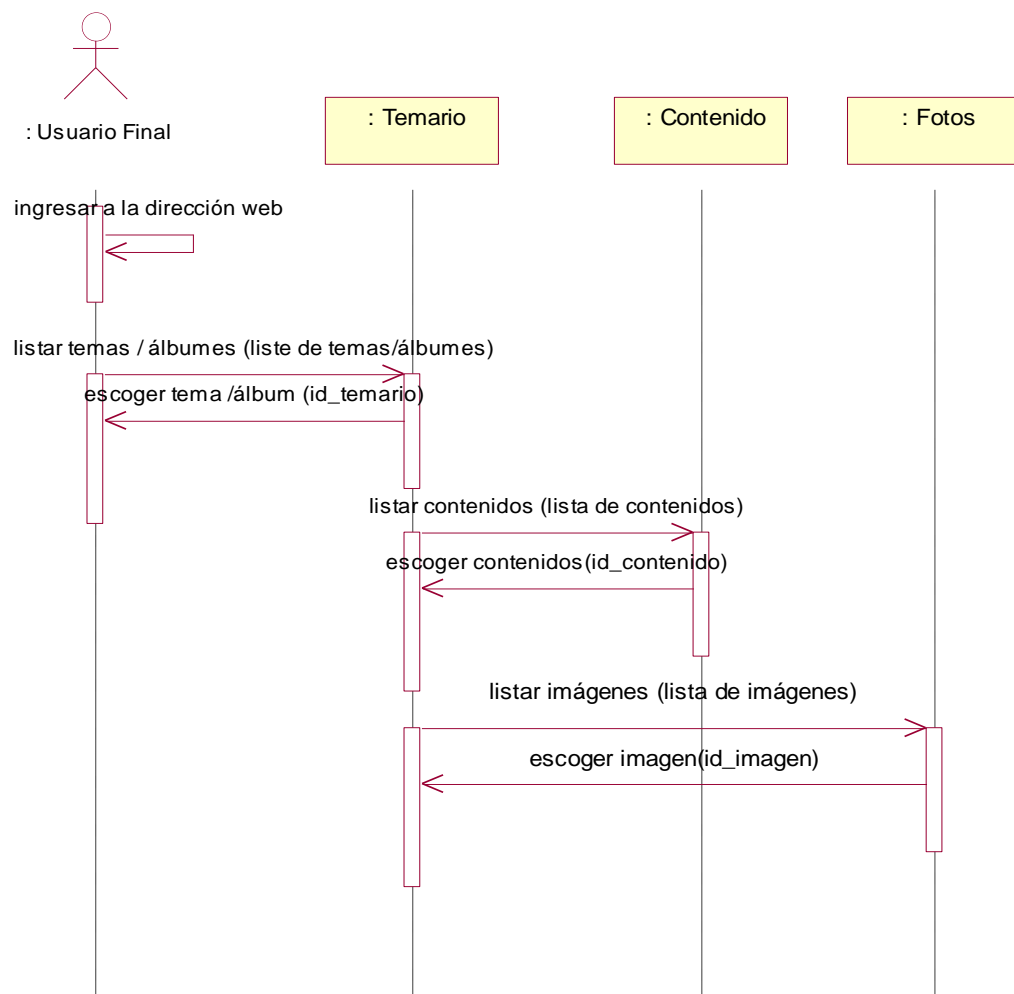 : Usuario Final
: Temario
: Contenido
: Fotos
ingresar a la dirección web
listar temas / álbumes (liste de temas/álbumes)
escoger tema /álbum (id_temario)
listar contenidos (lista de contenidos)
escoger contenidos(id_contenido)
listar imágenes (lista de imágenes)
escoger imagen(id_imagen)